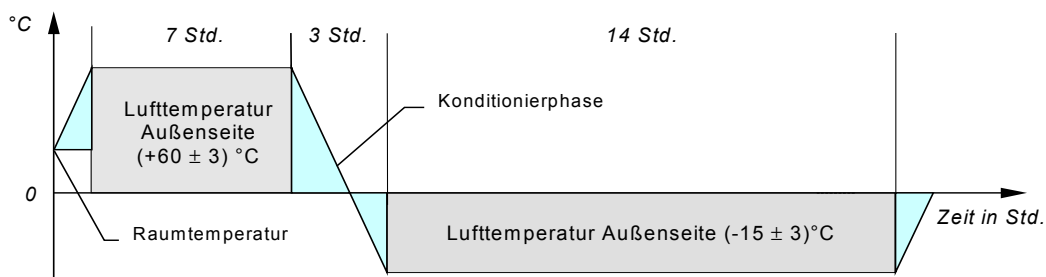 °C
7 Std.
3 Std.
14 Std.
Lufttemperatur
Außenseite
(+60 ± 3) °C
Konditionierphase
0
Zeit in Std.
Raumtemperatur
Lufttemperatur Außenseite (-15 ± 3)°C